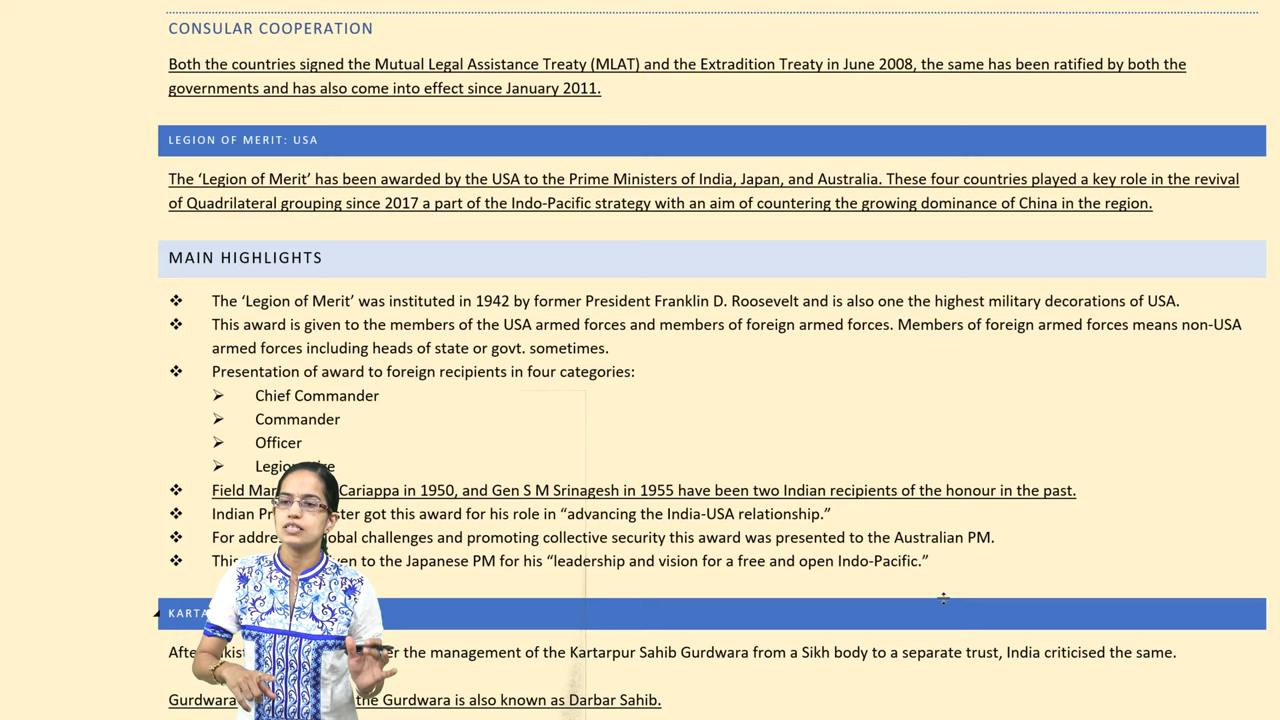 CONSULAR COOPERATION
Both the countries signed the Mutual Legal Assistance Treaty (MLAT) and the Extradition Treaty in June 2008, the same has been ratified by both the
governments and has also come into effect since January 2011.
LEGION OF MERIT: USA
The ‘Legion of Merit’ has been awarded by the USA to the Prime Ministers of India, Japan, and Australia. These four countries played a key role in the revival
of Quadrilateral grouping since 2017 a part of the Indo-Pacific strategy with an aim of countering the growing dominance of China in the region.
MAIN HIGHLIGHTS
❖ The ‘Legion of Merit’ was instituted in 1942 by former President Franklin D. Roosevelt and is also one the highest military decorations of USA.
❖ This award is given to the members of the USA armed forces and members of foreign armed forces. Members of foreign armed forces means non-USA
armed forces including heads of state or govt. sometimes.
❖ Presentation of award to foreign recipients in four categories:
➢ Chief Commander
➢ Commander
➢ Officer
➢
❖ Field Cariappa in 1950, and Gen S M Srinagesh in 1955 have been two Indian recipients of the honour in the past.
❖ Indian got this award for his role in “advancing the India-USA relationship.”
❖ For challenges and promoting collective security this award was presented to the Australian PM.
❖ to the Japanese PM for his “leadership and vision for a free and open Indo-Pacific.”
the management of the Kartarpur Sahib Gurdwara from a Sikh body to a separate trust, India criticised the same.
Gurdwara the Gurdwara is also known as Darbar Sahib.